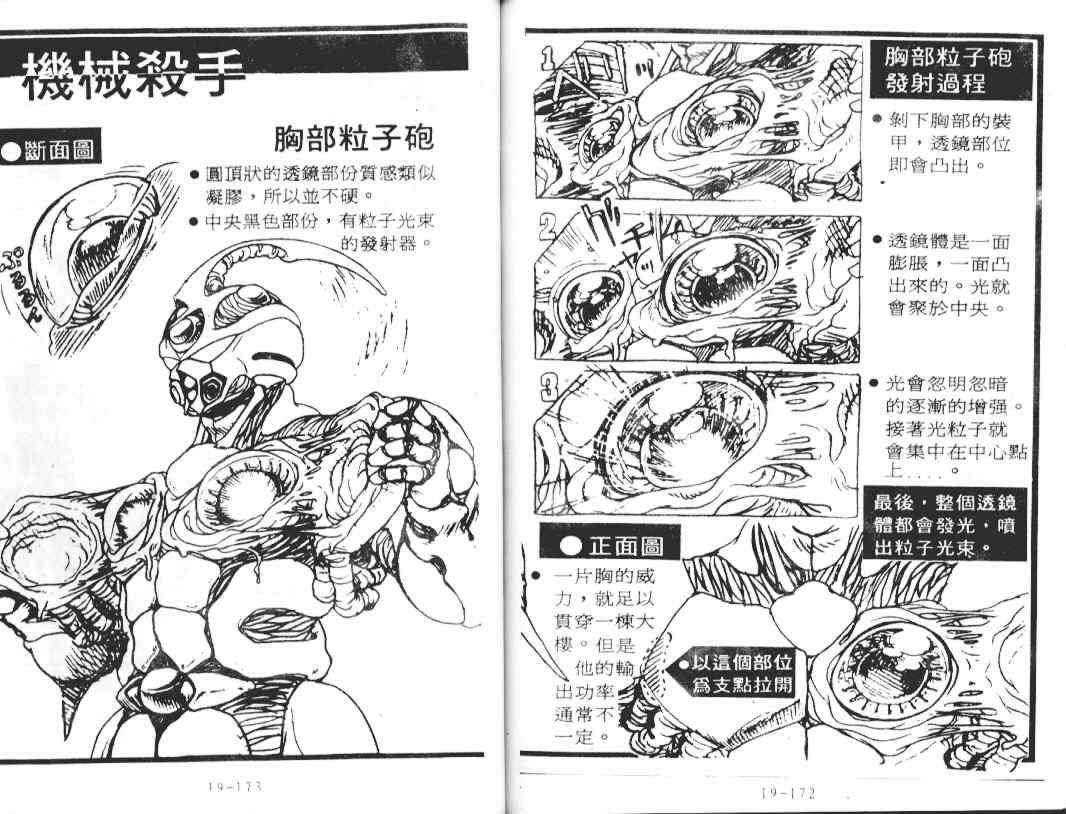 機械殺手
胸部粒子砲
●斷面圖
●圓頂狀的透鏡部份質感類似
凝膠，所以並不硬。
●中央黑色部份，有粒子光束
的發射器。
19-173
胸部粒子砲
發射過程
1
●剝下胸部的裝
甲，透鏡部位
即會凸出。
2
●透鏡體是一面
膨脹，一面凸
出來的。光就
會聚於中央。
3
●光會忽明忽暗
的逐漸的增强。
接著光粒子就
會集中在中心點
上....。
最後，整個透鏡
體都會發光，噴
出粒子光束。
●正面圖
●一片胸的威
力，就足以
貫穿一棟大
樓。但是
，他的輸
出功率
通常不
一定。
●以這個部位
爲支點拉開
19-172